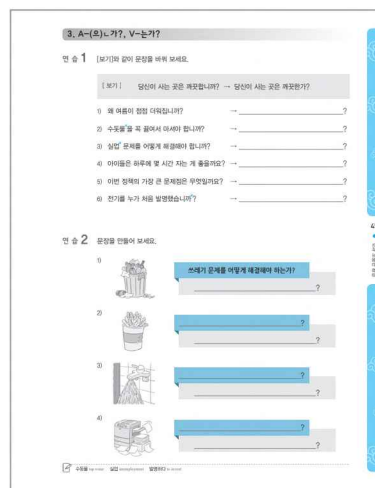 3. A-(으)ㄴ가?, V-는가?
연 습 1 [보기]와 같이 문장을 바꿔 보세요.
[ 보기 ] 당신이 사는 곳은 깨끗합니까? → 당신이 사는 곳은 깨끗한가?
1) 왜 여름이 점점 더워집니까? → ?
2) 수돗물을 꼭 끓여서 마셔야 합니까? → ?
3) 실업 문제를 어떻게 해결해야 합니까? → ?
4) 아이들은 하루에 몇 시간 자는 게 좋을까요? → ?
5) 이번 정책의 가장 큰 문제점은 무엇일까요? → ?
6) 전기를 누가 처음 발명했습니까? → ?
연 습 2 문장을 만들어 보세요.
1) 쓰레기 문제를 어떻게 해결해야 하는가?
?
2) ?
?
3) ?
?
4) ?
?
수돗물 tap water 실업 unemployment 발명하다 to invent